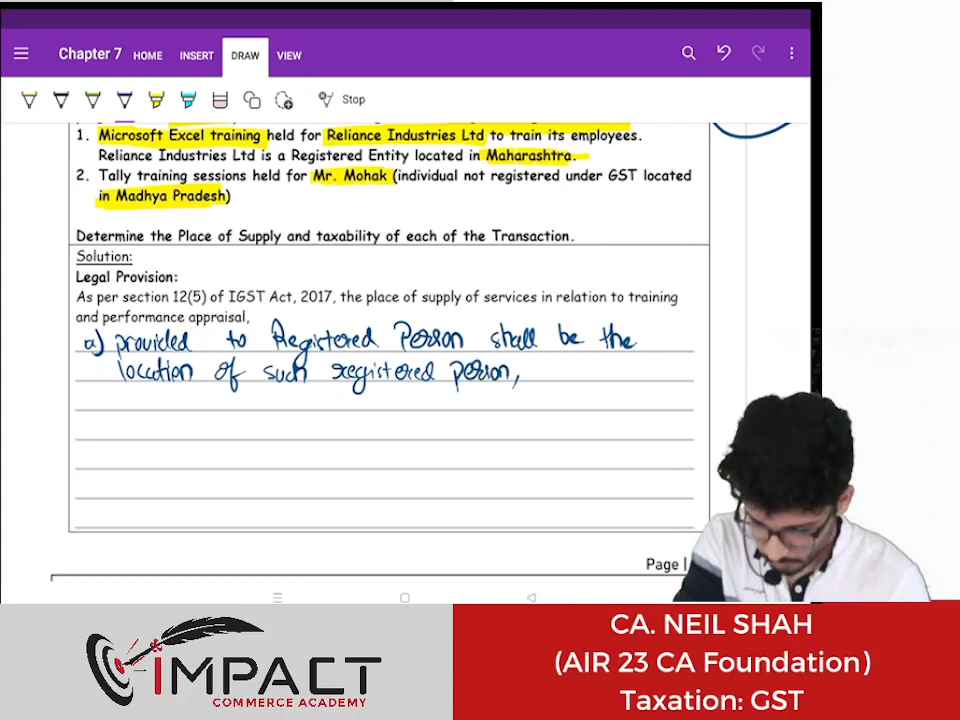 Chapter 7 HOME INSERT DRAW VIEW
Stop
1. Microsoft Excel training held for Reliance Industries Ltd to train its employees.
Reliance Industries Ltd is a Registered Entity located in Maharashtra.
2. Tally training sessions held for Mr. Mohak (individual not registered under GST located
in Madhya Pradesh)
Determine the Place of Supply and taxability of each of the Transaction.
Solution:
Legal Provision:
As per section 12(5) of IGST Act, 2017, the place of supply of services in relation to training
and performance appraisal,
a) provided to Registered Person shall be the
location of such registered person,
Page |
IMPACT
COMMERCE ACADEMY
CA. NEIL SHAH
(AIR 23 CA Foundation)
Taxation: GST